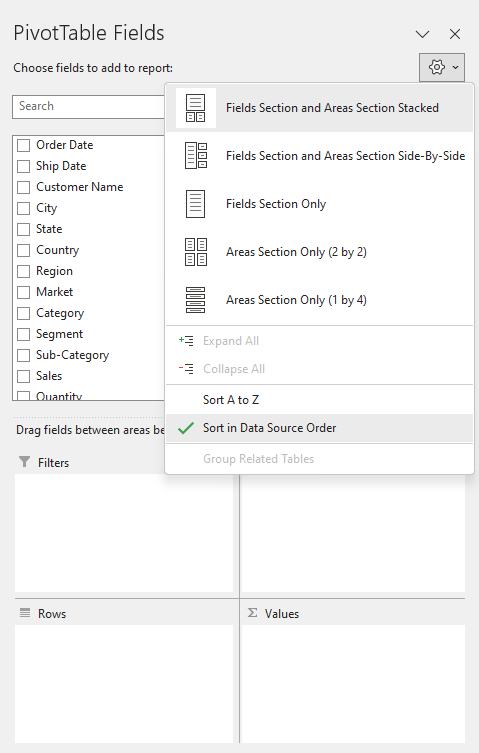 PivotTable Fields
Choose fields to add to report:
Search
Order Date
Ship Date
Customer Name
City
State
Country
Region
Market
Category
Segment
Sub-Category
Sales
Quantity
Fields Section and Areas Section Stacked
Fields Section and Areas Section Side-By-Side
Fields Section Only
Areas Section Only (2 by 2)
Areas Section Only (1 by 4)
Expand All
Collapse All
Sort A to Z
Sort in Data Source Order
Group Related Tables
Drag fields between areas be
Filters
Rows
Σ Values